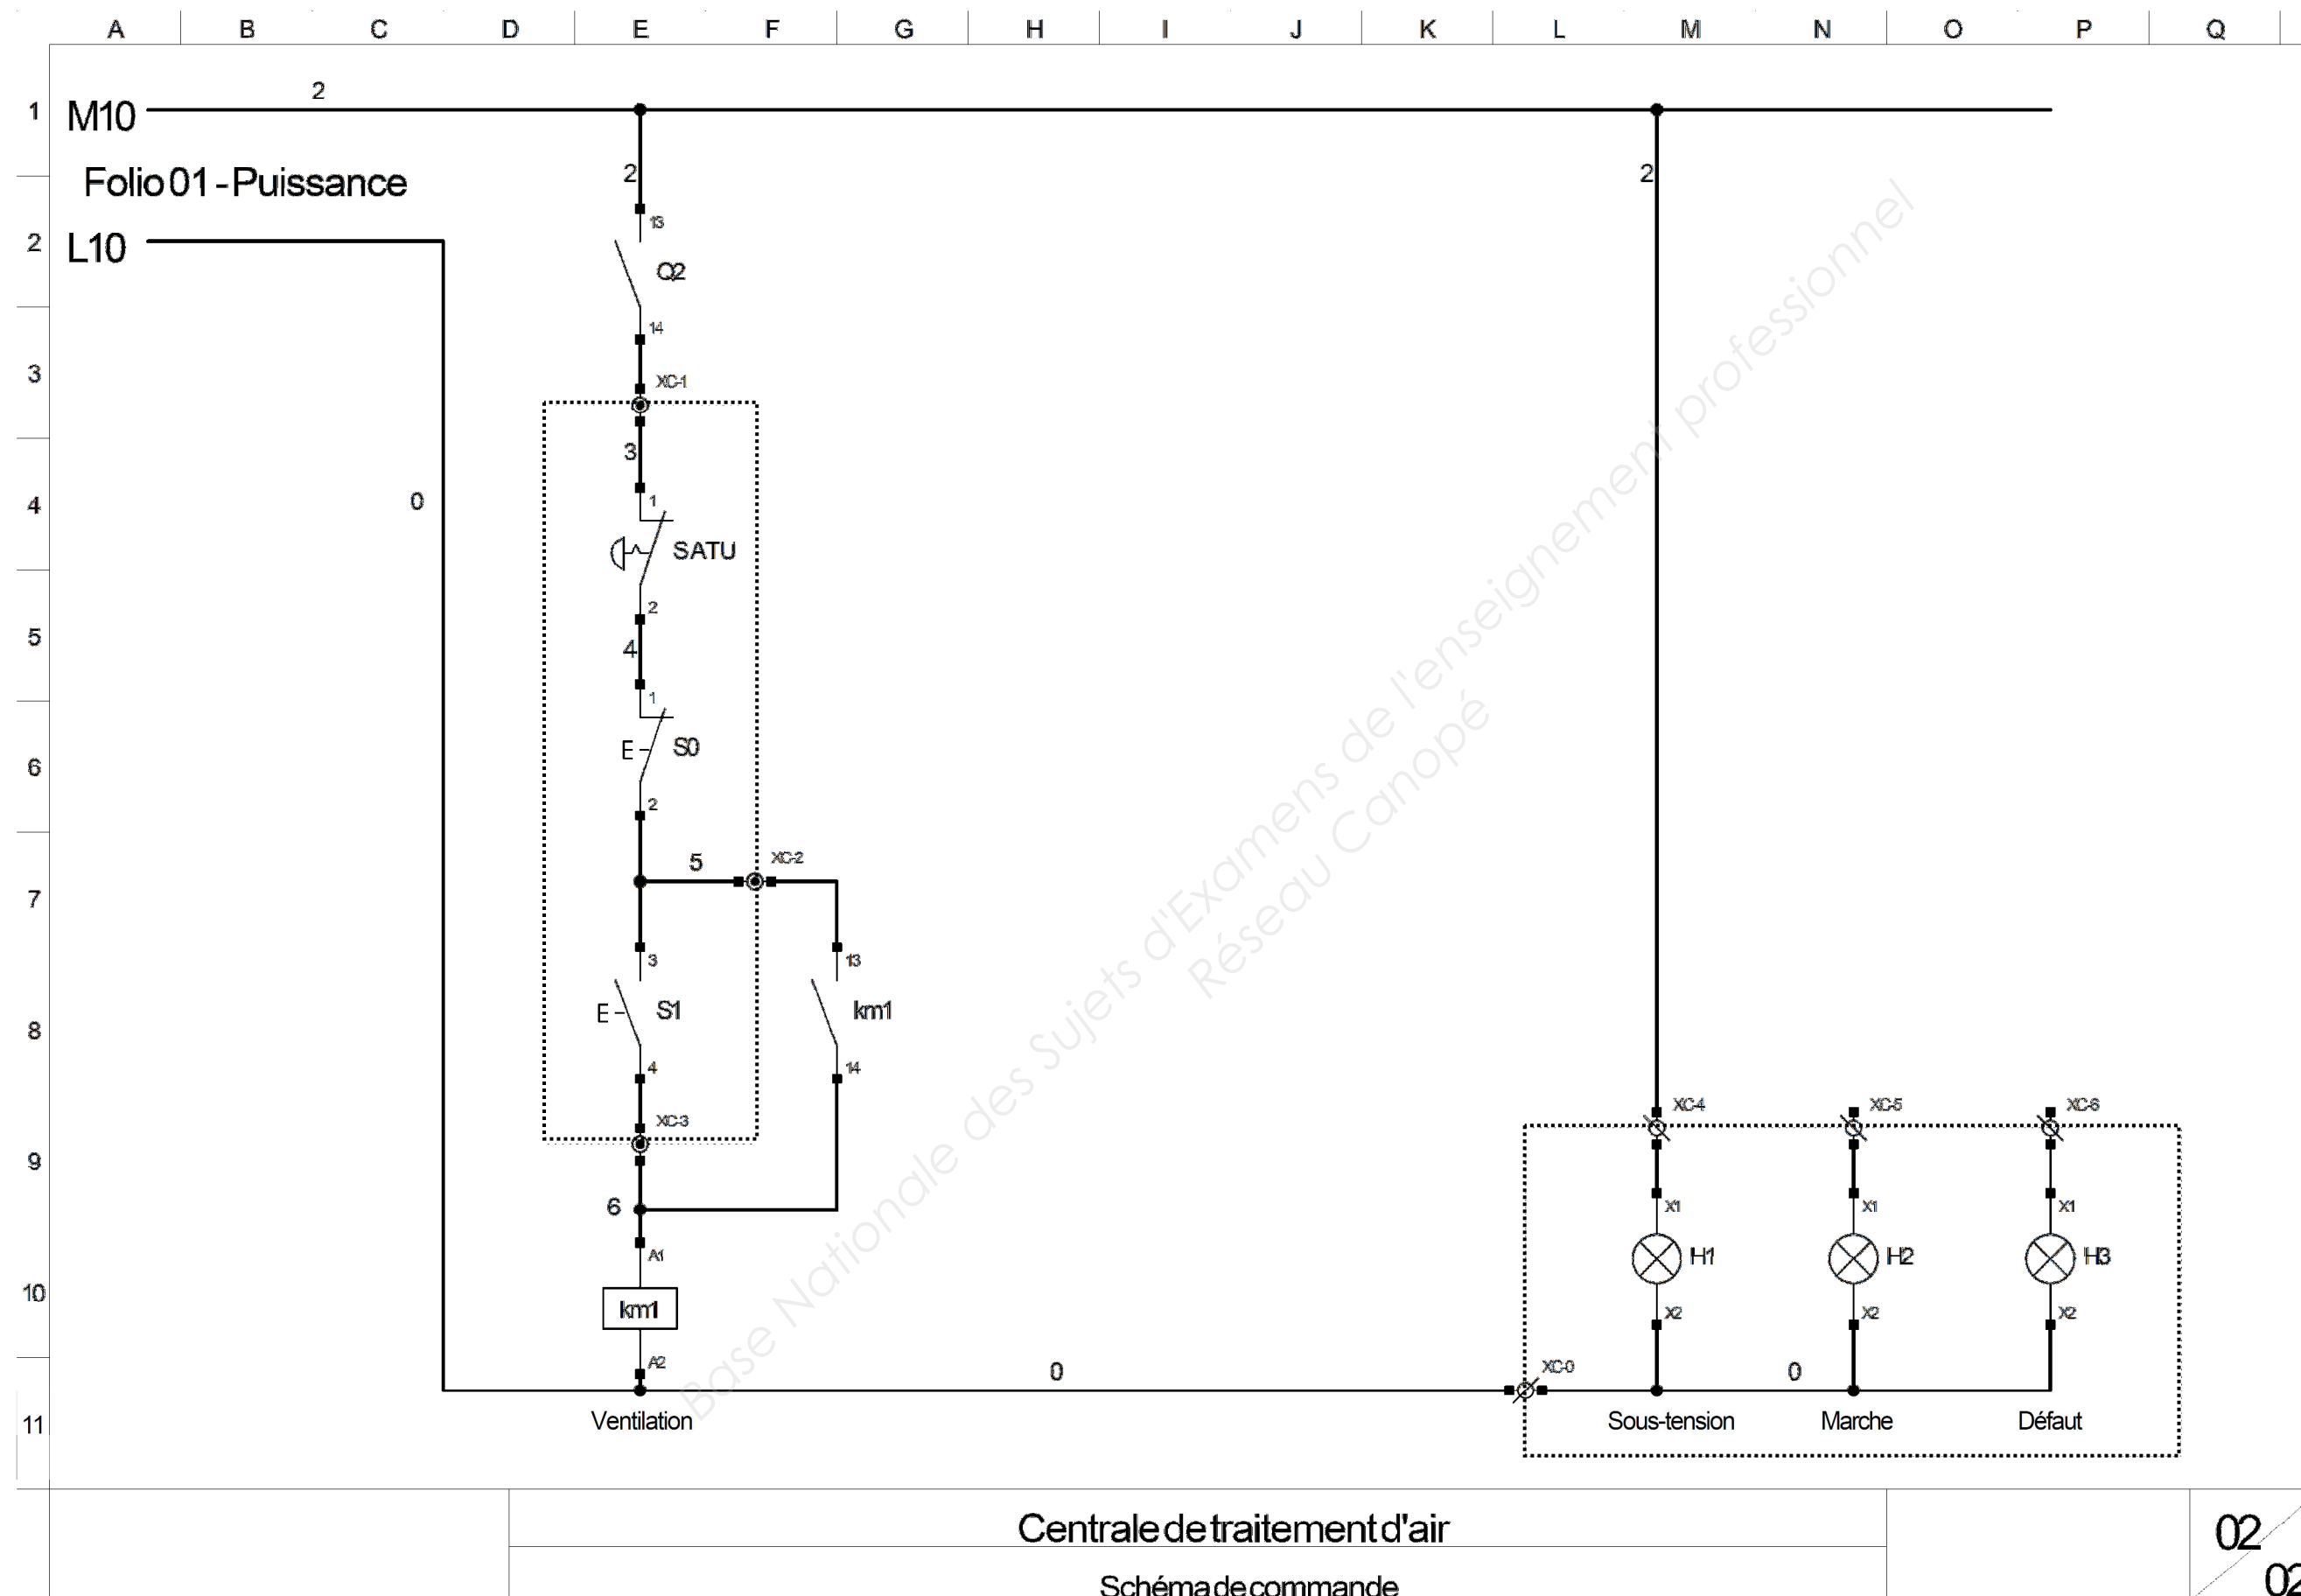 A B C D E F G H I J K L M N O P Q
2
1 M10
Folio 01 - Puissance
2 2
13
2 L10
Q2
14
3
XC-1
3
4
0
1
SATU
2
5
4
1
S0
E
6
2
5 XC-2
7
3 13
E S1 km1
8
4 14
XC-3
XC-4 XC-5 XC-6
9
6
X1 X1 X1
A1
H1 H2 H3
10
km1
X2 X2 X2
A2
0 XC-0 0
11
Ventilation Sous-tension Marche Défaut
Base Nationale des Sujets d'Examens de l'enseignement professionnel
Réseau Canopé
Centrale de traitement d'air
02
Schéma de commande
02